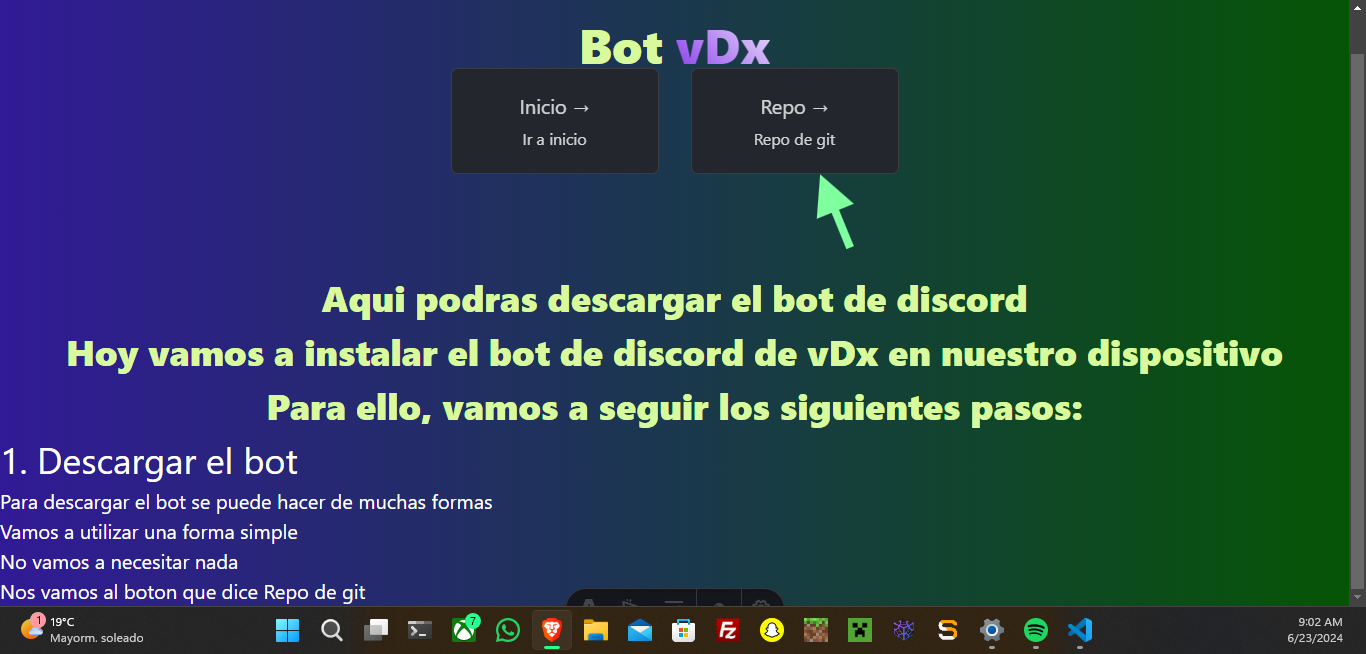 Bot vDx
Inicio →
Ir a inicio
Repo →
Repo de git
Aqui podras descargar el bot de discord
Hoy vamos a instalar el bot de discord de vDx en nuestro dispositivo
Para ello, vamos a seguir los siguientes pasos:
1. Descargar el bot
Para descargar el bot se puede hacer de muchas formas
Vamos a utilizar una forma simple
No vamos a necesitar nada
Nos vamos al boton que dice Repo de git
1
19°C
Mayorm. soleado
7
Fz
S
9:02 AM
6/23/2024